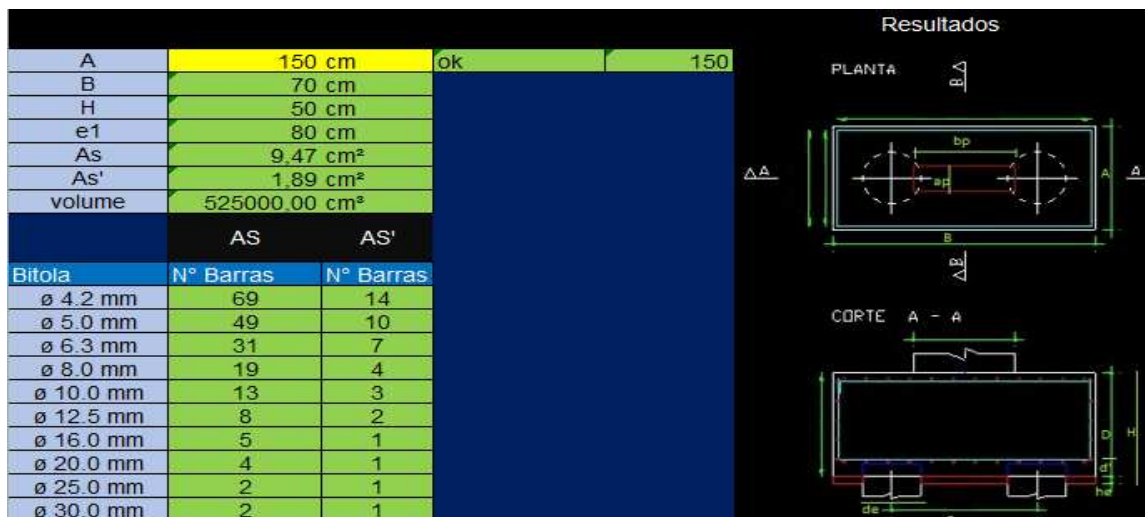 Resultados
A 150 cm ok 150
B 70 cm
H 50 cm
e1 80 cm
As 9,47 cm²
As' 1,89 cm²
volume 525000,00 cm³
AS AS'
Bitola N° Barras N° Barras
ø 4.2 mm 69 14
ø 5.0 mm 49 10
ø 6.3 mm 31 7
ø 8.0 mm 19 4
ø 10.0 mm 13 3
ø 12.5 mm 8 2
ø 16.0 mm 5 1
ø 20.0 mm 4 1
ø 25.0 mm 2 1
ø 30.0 mm 2 1
PLANTA
B
bp
A
ap
A
A
B
B
CORTE A - A
D
H
d'
he
de